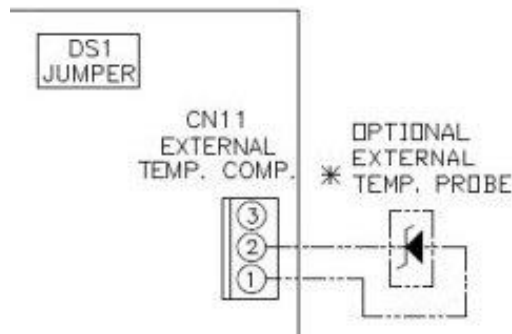 DS1
JUMPER
CN11
EXTERNAL
TEMP. COMP.
OPTIONAL
EXTERNAL
* TEMP. PROBE
3
2
1